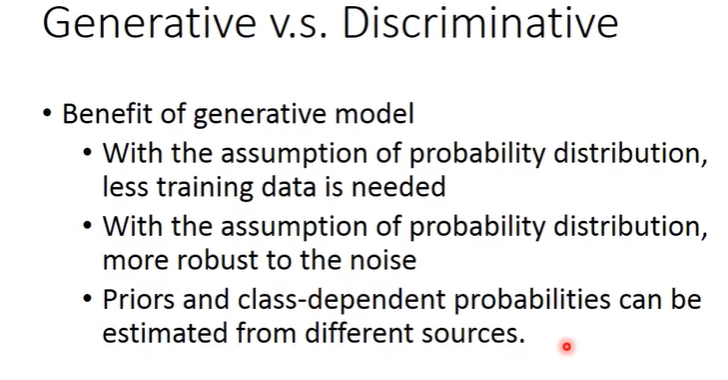 Generative v.s. Discriminative
• Benefit of generative model
• With the assumption of probability distribution,
less training data is needed
• With the assumption of probability distribution,
more robust to the noise
• Priors and class-dependent probabilities can be
estimated from different sources.